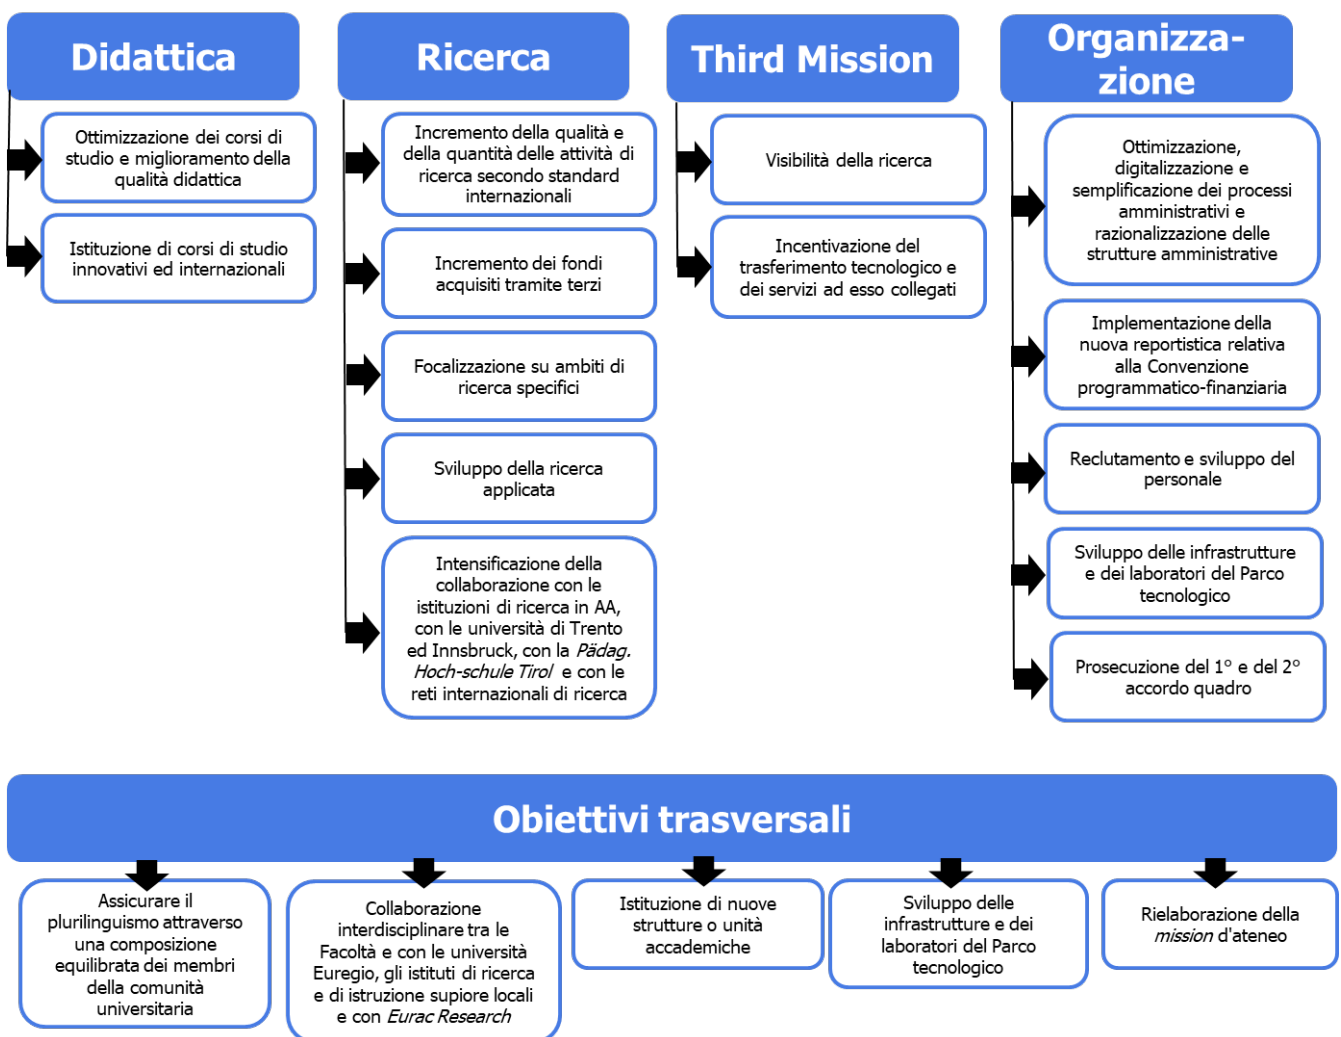 Didattica
Ottimizzazione dei corsi di
studio e miglioramento della
qualità didattica
Istituzione di corsi di studio
innovativi ed internazionali
Ricerca
Incremento della qualità e
della quantità delle attività di
ricerca secondo standard
internazionali
Incremento dei fondi
acquisiti tramite terzi
Focalizzazione su ambiti di
ricerca specifici
Sviluppo della ricerca
applicata
Intensificazione della
collaborazione con le
istituzioni di ricerca in AA,
con le università di Trento
ed Innsbruck, con la Pädag.
Hoch-schule Tirol e con le
reti internazionali di ricerca
Third Mission
Visibilità della ricerca
Incentivazione del
trasferimento tecnologico e
dei servizi ad esso collegati
Organizza-
zione
Ottimizzazione,
digitalizzazione e
semplificazione dei processi
amministrativi e
razionalizzazione delle
strutture amministrative
Implementazione della
nuova reportistica relativa
alla Convenzione
programmatico-finanziaria
Reclutamento e sviluppo del
personale
Sviluppo delle infrastrutture
e dei laboratori del Parco
tecnologico
Prosecuzione del 1° e del 2°
accordo quadro
Obiettivi trasversali
Assicurare il
plurilinguismo attraverso
una composizione
equilibrata dei membri
della comunità
universitaria
Collaborazione
interdisciplinare tra le
Facoltà e con le università
Euregio, gli istituti di ricerca
e di istruzione supiore locali
e con Eurac Research
Istituzione di nuove
strutture o unità
accademiche
Sviluppo delle
infrastrutture e dei
laboratori del Parco
tecnologico
Rielaborazione della
mission d'ateneo